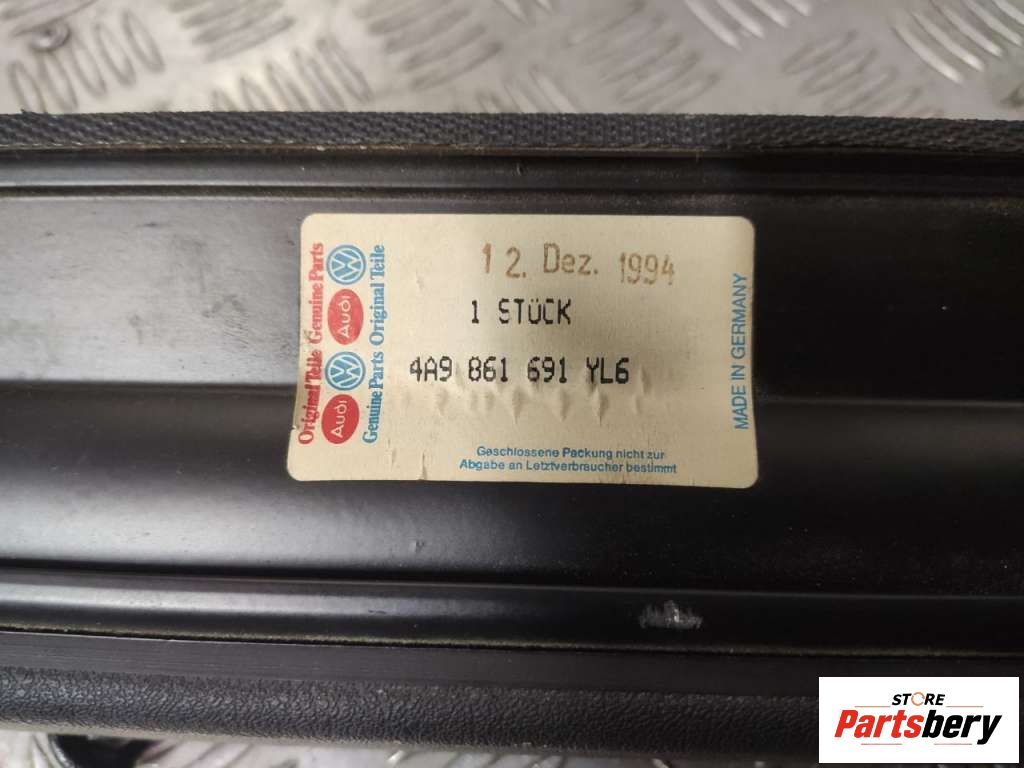 12. Dez. 1994
1 STÜCK
4A9 861 691 YL6
Geschlossene Packung nicht zur
Abgabe an Letztverbraucher bestimmt
MADE IN GERMANY
Original Teile Audi Genuine Parts
Genuine Parts Original Teile
Audi
STORE
Partsbery